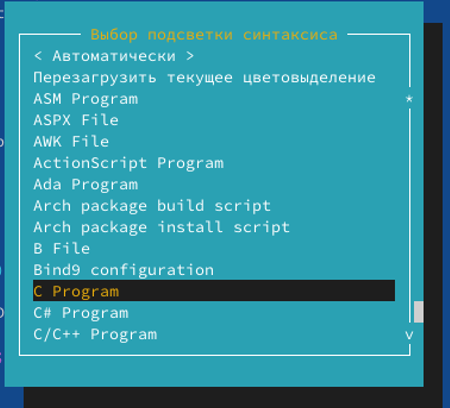 Выбор подсветки синтаксиса
< Автоматически >
Перезагрузить текущее цветовыделение
ASM Program
ASPX File
AWK File
ActionScript Program
Ada Program
Arch package build script
Arch package install script
B File
Bind9 configuration
C Program
C# Program
C/C++ Program